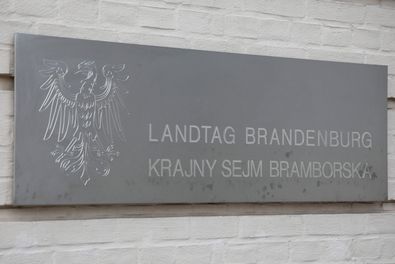 LANDTAG BRANDENBURG
KRAJNY SEJM BRAMBORSKA